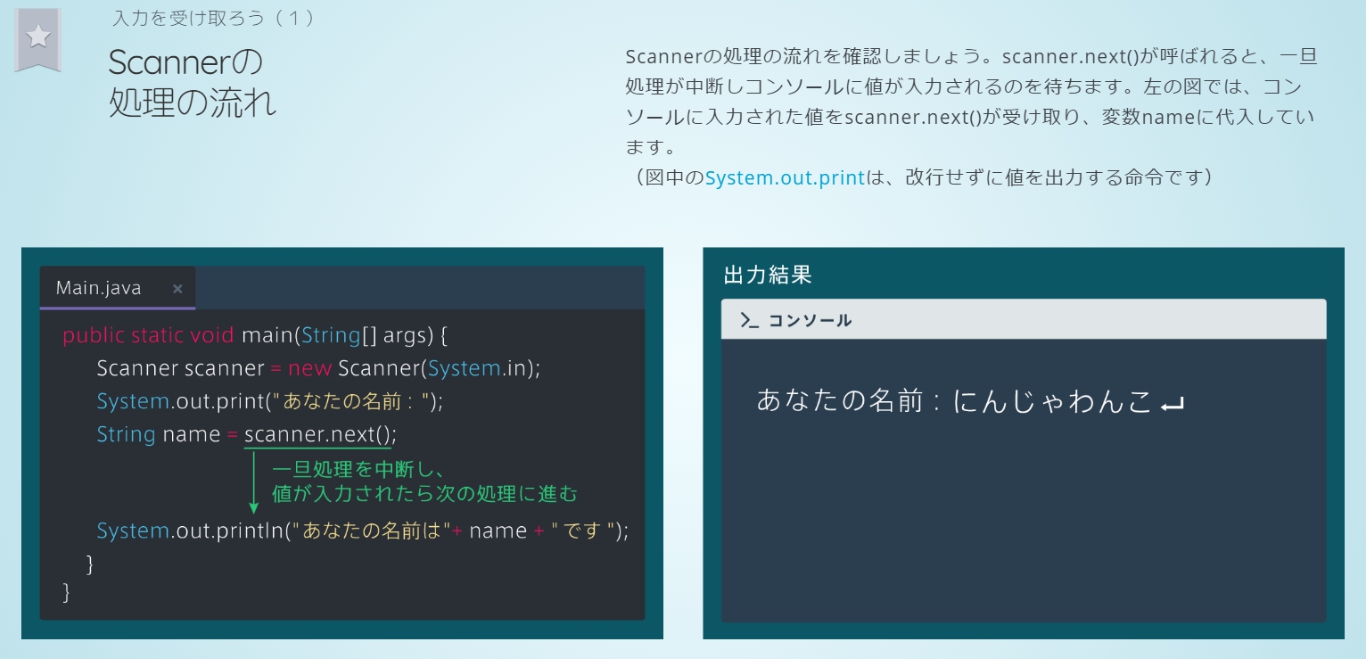 入力を受け取ろう（1）
Scannerの
処理の流れ
Scannerの処理の流れを確認しましょう。scanner.next()が呼ばれると、一旦
処理が中断しコンソールに値が入力されるのを待ちます。左の図では、コン
ソールに入力された値をscanner.next()が受け取り、変数nameに代入してい
ます。
（図中のSystem.out.printは、改行せずに値を出力する命令です）
Main.java ×
public static void main(String[] args) {
Scanner scanner = new Scanner(System.in);
System.out.print("あなたの名前 : ");
String name = scanner.next();
一旦処理を中断し、
値が入力されたら次の処理に進む
System.out.println("あなたの名前は"+ name + " です ");
}
}
出力結果
>_ コンソール
あなたの名前 : にんじゃわんこ ↵